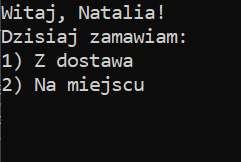 Witaj, Natalia!
Dzisiaj zamawiam:
1) Z dostawa
2) Na miejscu